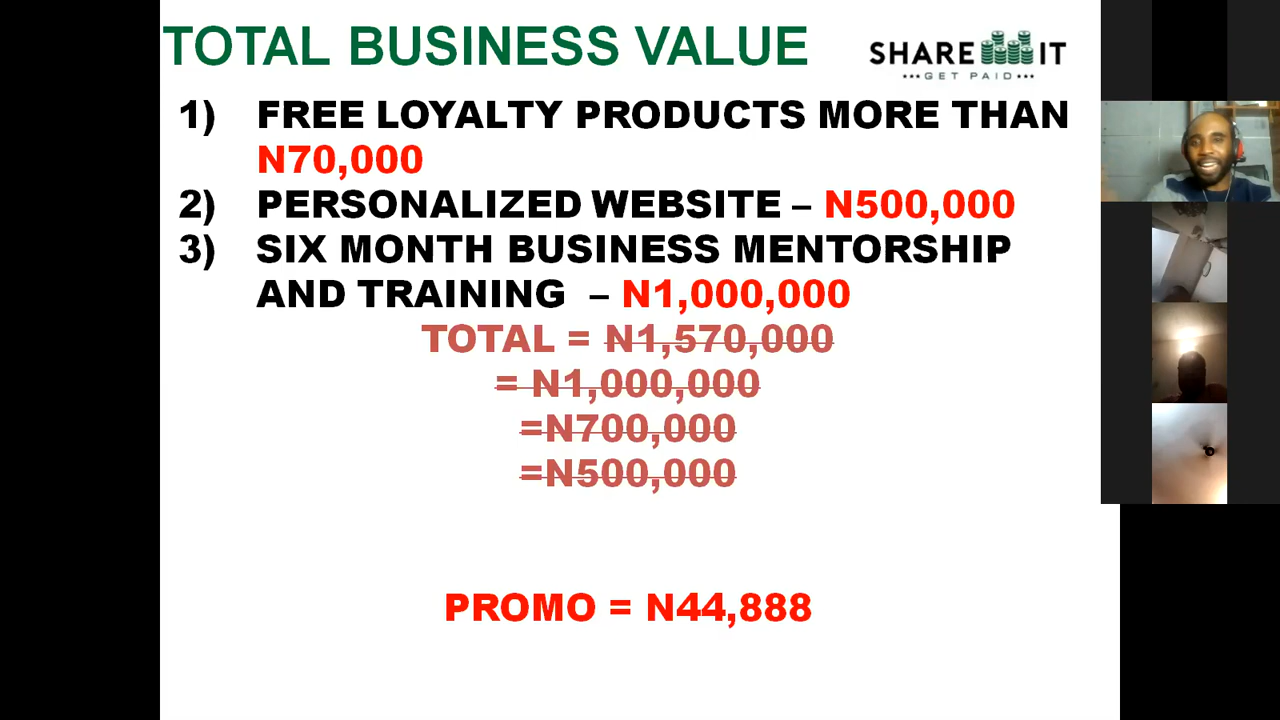 TOTAL BUSINESS VALUE
SHARE IT
•••GET PAID•••
1) FREE LOYALTY PRODUCTS MORE THAN
N70,000
2) PERSONALIZED WEBSITE – N500,000
3) SIX MONTH BUSINESS MENTORSHIP
AND TRAINING – N1,000,000
TOTAL = N1,570,000
= N1,000,000
=N700,000
=N500,000
PROMO = N44,888